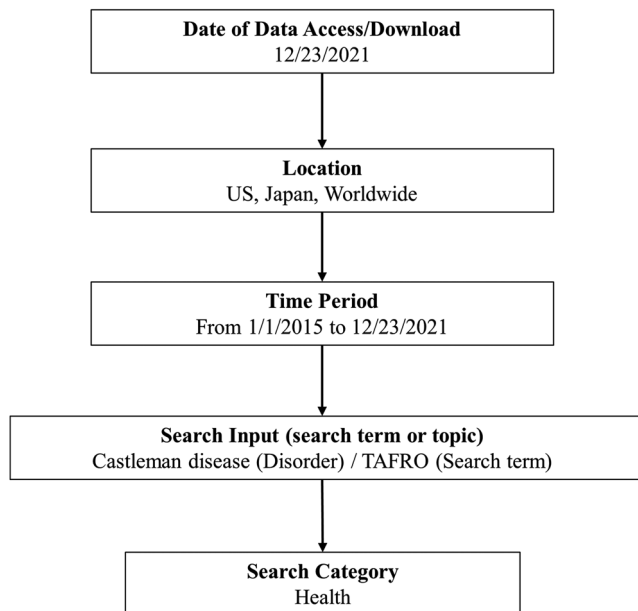 Date of Data Access/Download
12/23/2021
Location
US, Japan, Worldwide
Time Period
From 1/1/2015 to 12/23/2021
Search Input (search term or topic)
Castleman disease (Disorder) / TAFRO (Search term)
Search Category
Health